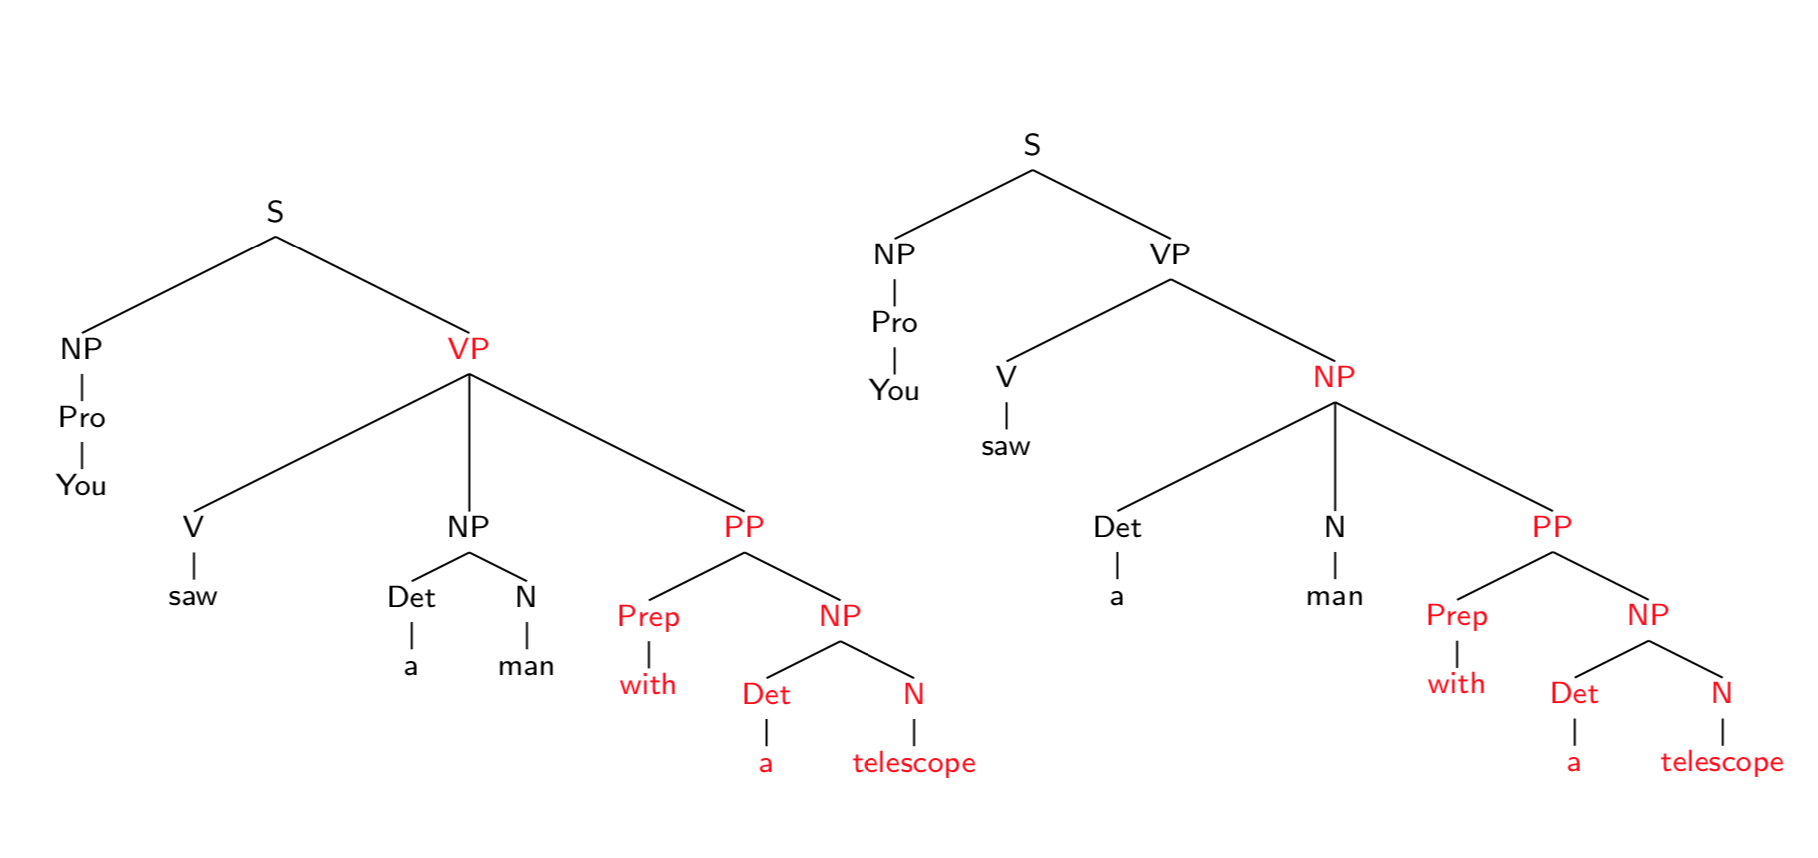 S
NP VP
Pro
You
V NP PP
saw Det N Prep NP
a man with Det N
a telescope
S
NP VP
Pro
You
V NP
saw
Det N PP
a man Prep NP
with Det N
a telescope